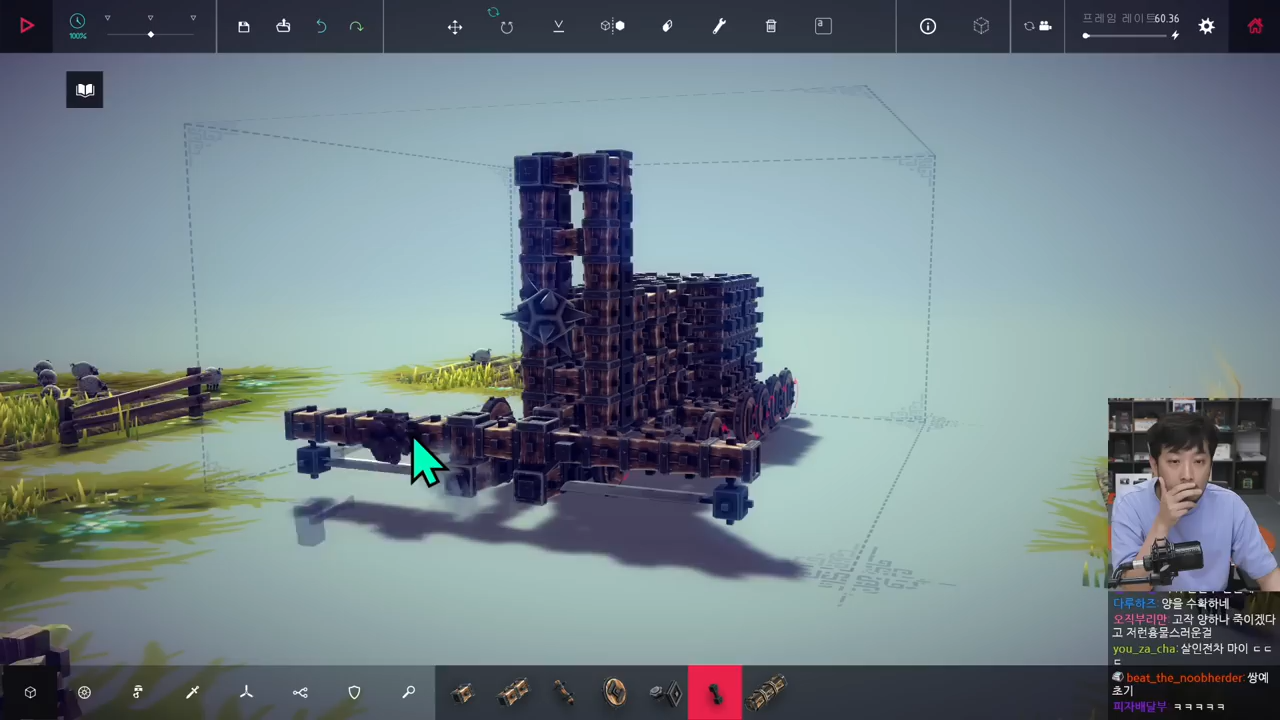 100%
a
프레임 레이트60.36
다루하즈: 양을 수확하네
오직부리만: 고작 양하나 죽이겠다
고 저런흉물스러운걸
you_za_cha: 살인전차 마이 ㄷㄷ
ㄷ
beat_the_noobherder: 쌍예
초기
피자배달부: ㅋㅋㅋㅋㅋ